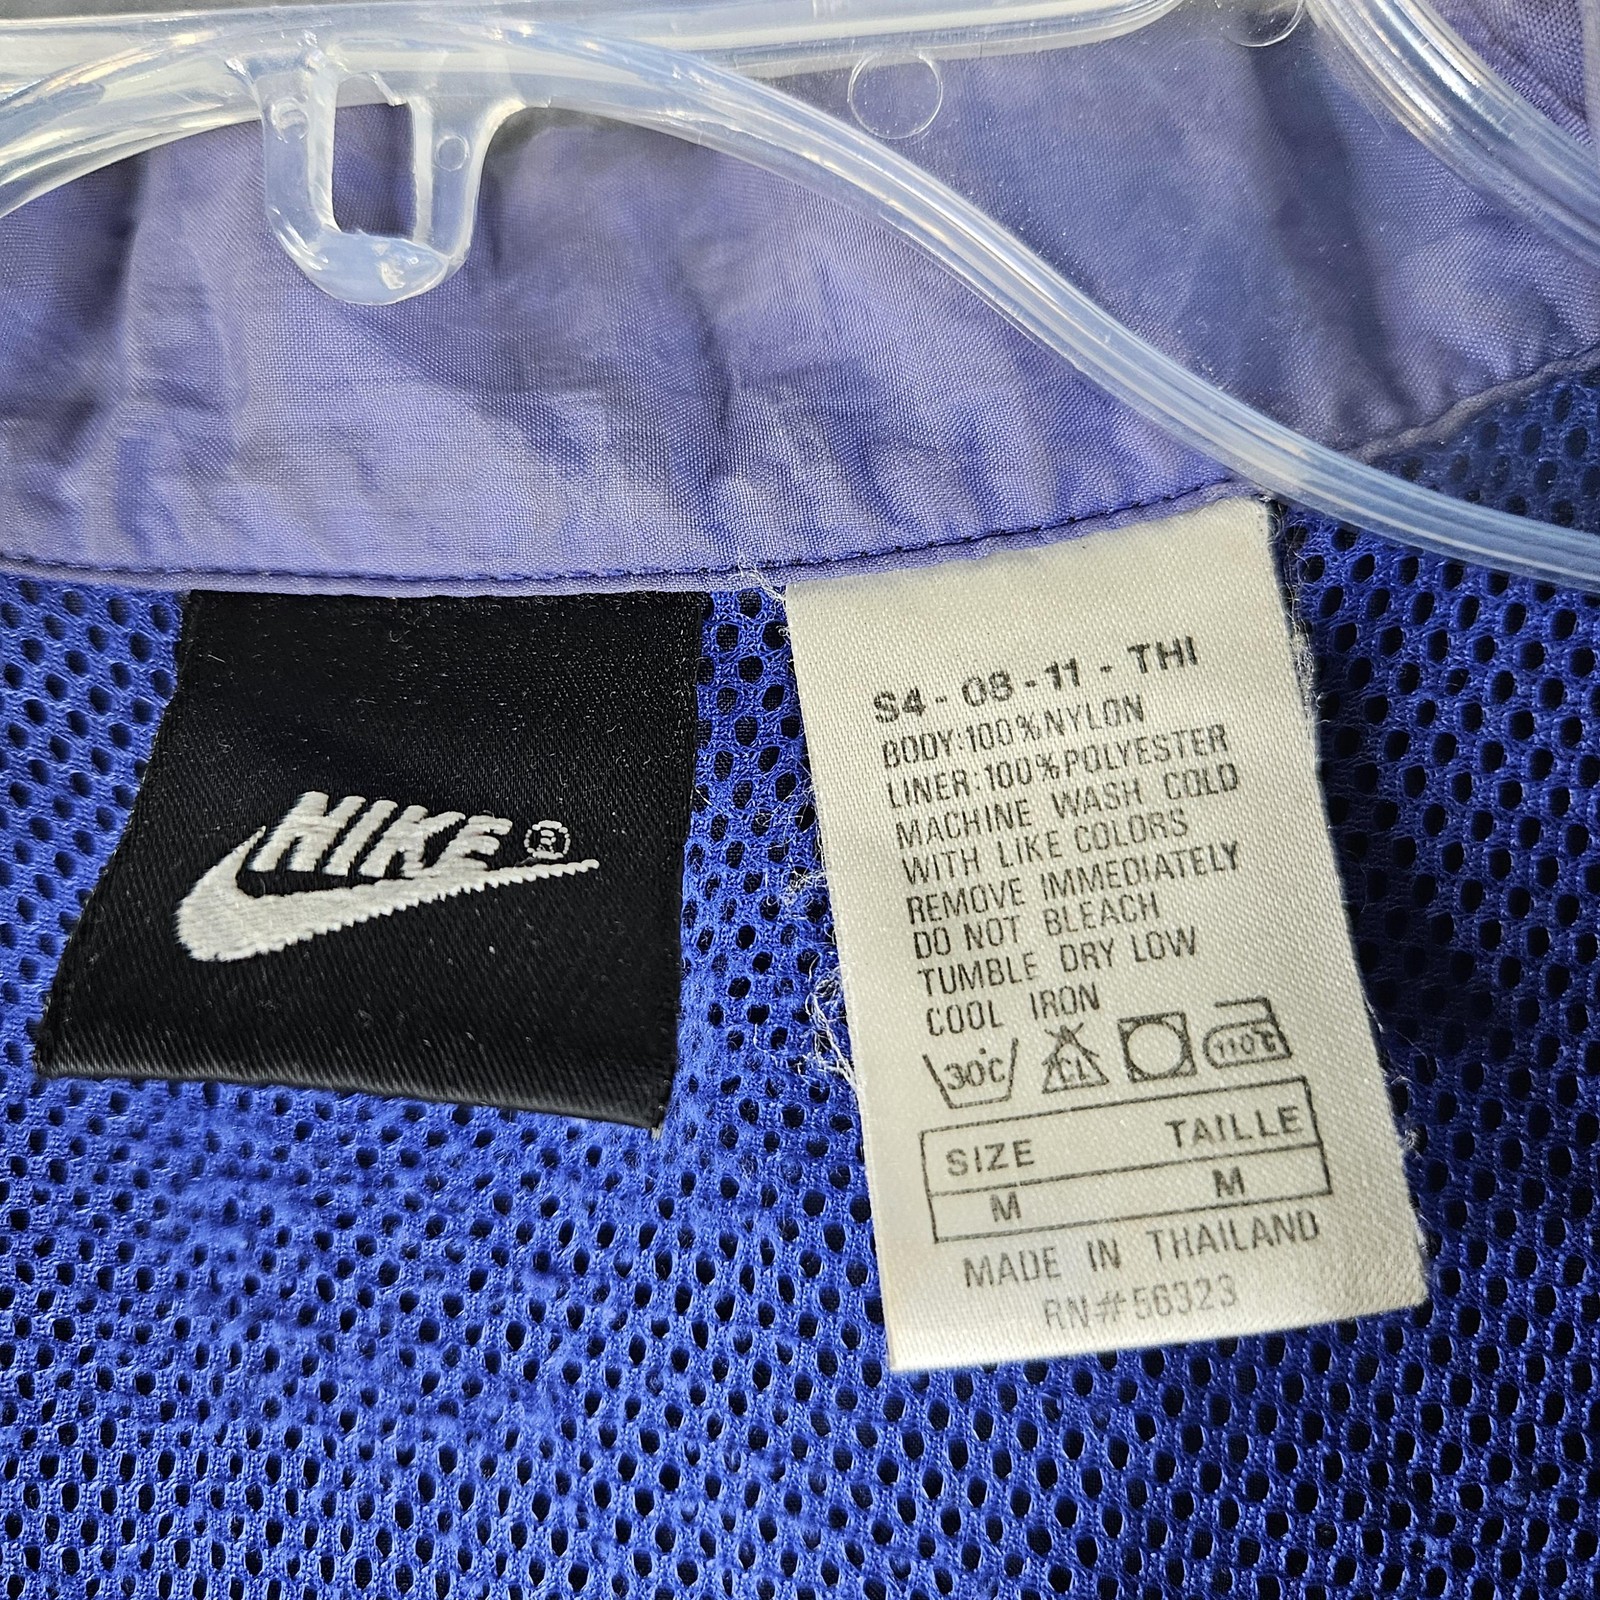 NIKE®
S4-08-11-THI
BODY:100%NYLON
LINER:100%POLYESTER
MACHINE WASH COLD
WITH LIKE COLORS
REMOVE IMMEDIATELY
DO NOT BLEACH
TUMBLE DRY LOW
COOL IRON
30°C CL 110°C
SIZE TAILLE
M M
MADE IN THAILAND
RN#56323